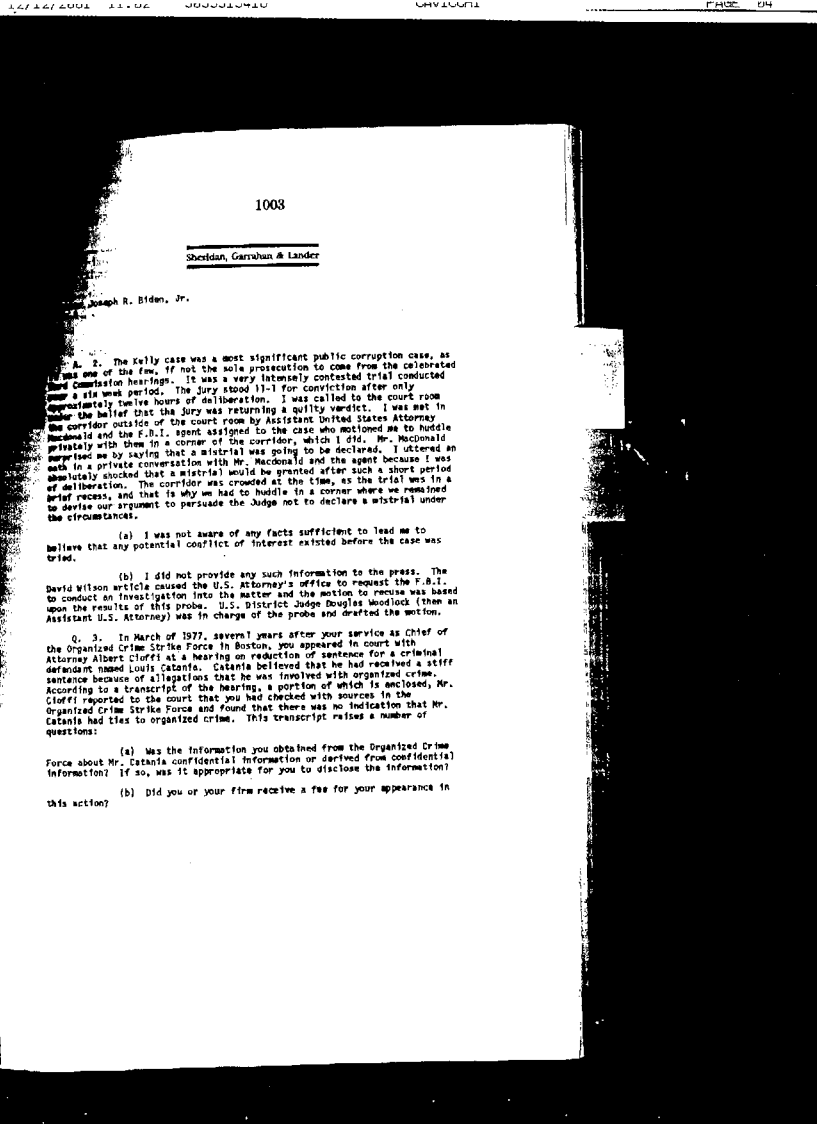 PAGE 04
1003
Sheridan, Garrahan & Lander
Joseph R. Biden, Jr.
A. 2. The Kelly case was a most significant public corruption case, as
was one of the few, if not the sole prosecution to come from the celebrated
Ward Commission hearings. It was a very intensely contested trial conducted
over a six week period. The jury stood 11-1 for conviction after only
approximately twelve hours of deliberation. I was called to the court room
under the belief that the jury was returning a quilty verdict. I was met in
the corridor outside of the court room by Assistant United States Attorney
Macdonald and the F.B.I. agent assigned to the case who motioned me to huddle
privately with them in a corner of the corridor, which I did. Mr. MacDonald
surprised me by saying that a mistrial was going to be declared. I uttered an
oath in a private conversation with Mr. Macdonald and the agent because I was
absolutely shocked that a mistrial would be granted after such a short period
of deliberation. The corridor was crowded at the time, as the trial was in a
brief recess, and that is why we had to huddle in a corner where we remained
to devise our argument to persuade the Judge not to declare a mistrial under
the circumstances.
(a) I was not aware of any facts sufficient to lead me to
believe that any potential conflict of interest existed before the case was
tried.
(b) I did not provide any such information to the press. The
David Wilson article caused the U.S. Attorney's office to request the F.B.I.
to conduct an investigation into the matter and the motion to recuse was based
upon the results of this probe. U.S. District Judge Douglas Woodlock (then an
Assistant U.S. Attorney) was in charge of the probe and drafted the motion.
Q. 3. In March of 1977, several years after your service as Chief of
the Organized Crime Strike Force in Boston, you appeared in court with
Attorney Albert Cioffi at a hearing on reduction of sentence for a criminal
defendant named Louis Catania. Catania believed that he had received a stiff
sentence because of allegations that he was involved with organized crime.
According to a transcript of the hearing, a portion of which is enclosed, Mr.
Cioffi reported to the court that you had checked with sources in the
Organized Crime Strike Force and found that there was no indication that Mr.
Catania had ties to organized crime. This transcript raises a number of
questions:
(a) Was the information you obtained from the Organized Crime
Force about Mr. Catania confidential information or derived from confidential
information? If so, was it appropriate for you to disclose the information?
(b) Did you or your firm receive a fee for your appearance in
this action?